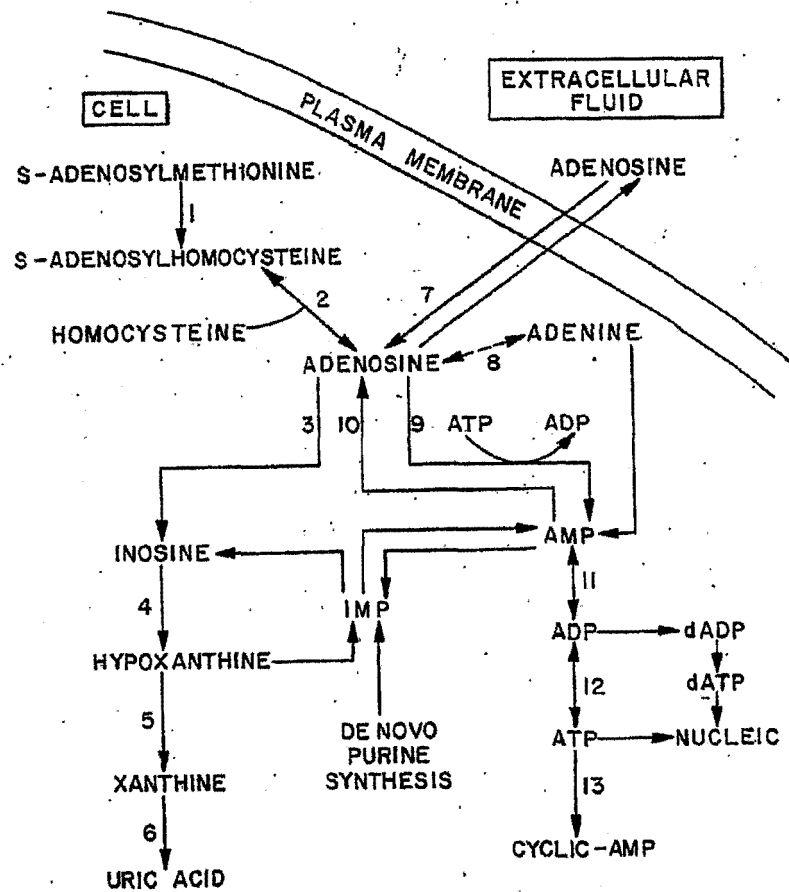 EXTRACELLULAR
FLUID
CELL
PLASMA MEMBRANE
S-ADENOSYLMETHIONINE
ADENOSINE
1
S-ADENOSYLHOMOCYSTEINE
2
7
HOMOCYSTEINE
ADENINE
ADENOSINE
8
3
10
9
ATP
ADP
AMP
INOSINE
11
4
IMP
ADP
dADP
HYPOXANTHINE
12
dATP
5
DE NOVO
PURINE
SYNTHESIS
ATP
NUCLEIC
XANTHINE
13
6
CYCLIC-AMP
URIC ACID